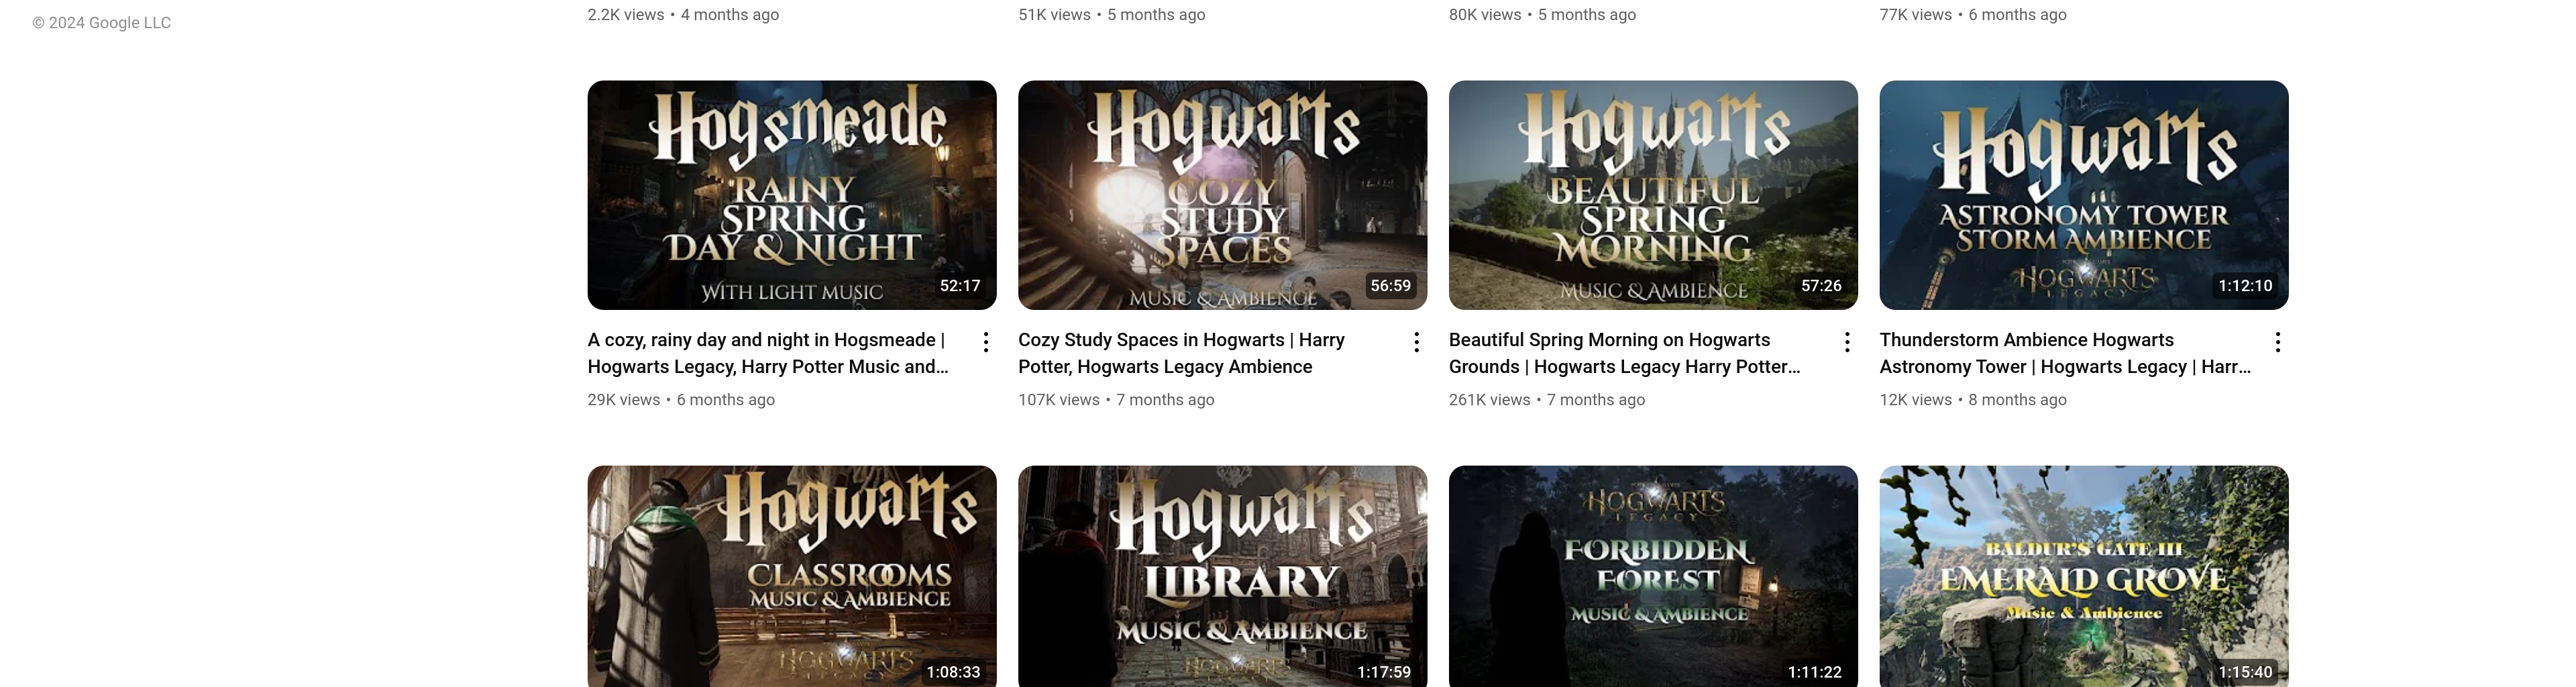 © 2024 Google LLC
2.2K views • 4 months ago
51K views • 5 months ago
80K views • 5 months ago
77K views • 6 months ago
Hogsmeade
RAINY
SPRING
DAY & NIGHT
WITH LIGHT MUSIC
52:17
Hogwarts
COZY
STUDY
SPACES
MUSIC & AMBIENCE
56:59
Hogwarts
BEAUTIFUL
SPRING
MORNING
MUSIC & AMBIENCE
57:26
Hogwarts
ASTRONOMY TOWER
STORM AMBIENCE
HOGWARTS
LEGACY
1:12:10
A cozy, rainy day and night in Hogsmeade |
Hogwarts Legacy, Harry Potter Music and...
29K views • 6 months ago
Cozy Study Spaces in Hogwarts | Harry
Potter, Hogwarts Legacy Ambience
107K views • 7 months ago
Beautiful Spring Morning on Hogwarts
Grounds | Hogwarts Legacy Harry Potter...
261K views • 7 months ago
Thunderstorm Ambience Hogwarts
Astronomy Tower | Hogwarts Legacy | Harr...
12K views • 8 months ago
Hogwarts
CLASSROOMS
MUSIC & AMBIENCE
HOGWARTS
1:08:33
Hogwarts
LIBRARY
MUSIC & AMBIENCE
HOGWARTS
1:17:59
HOGWARTS
LEGACY
FORBIDDEN
FOREST
MUSIC & AMBIENCE
1:11:22
BALDUR'S GATE III
EMERALD GROVE
Music & Ambience
1:15:40